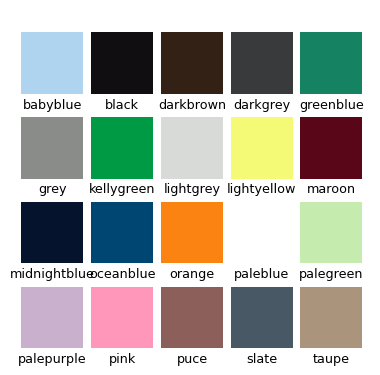 babyblue black darkbrown darkgrey greenblue
grey kellygreen lightgrey lightyellow maroon
midnightblue oceanblue orange paleblue palegreen
palepurple pink puce slate taupe